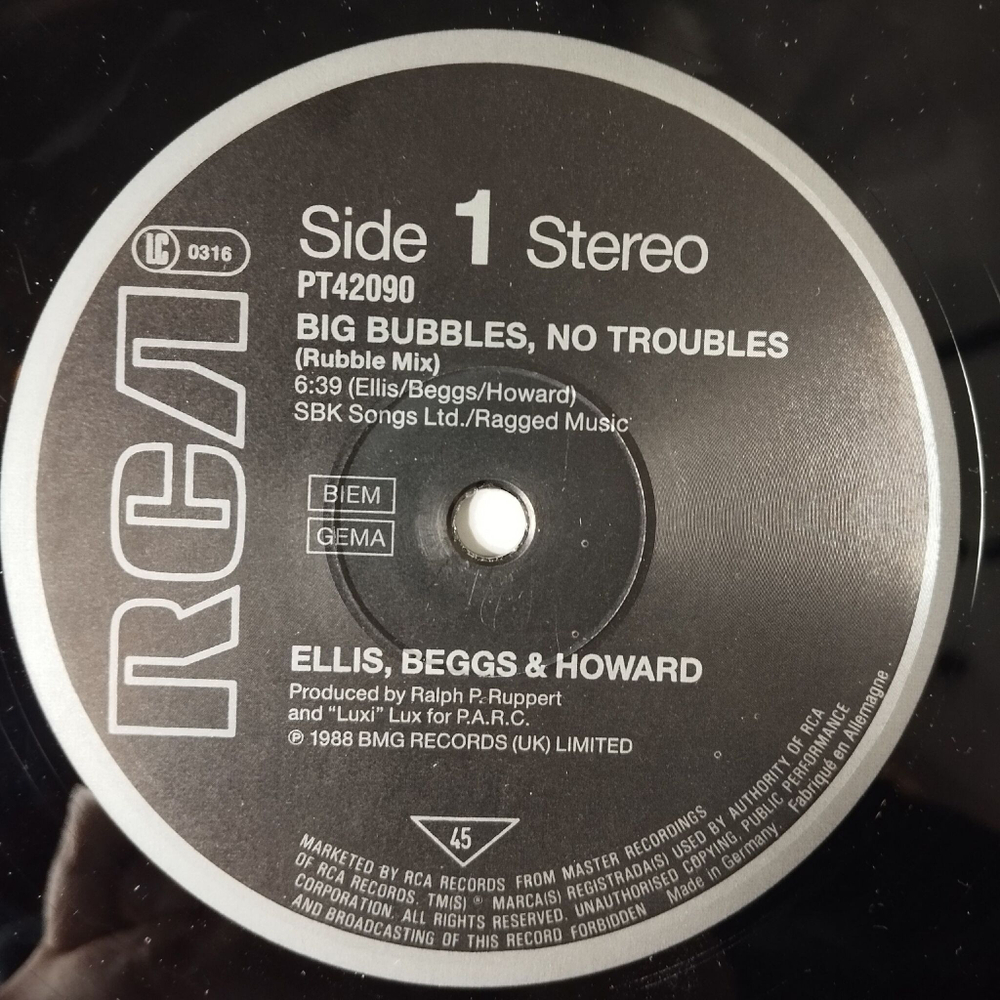 Side 1 Stereo
PT42090
BIG BUBBLES, NO TROUBLES
(Rubble Mix)
6:39 (Ellis/Beggs/Howard)
SBK Songs Ltd./Ragged Music
LC 0316
RCA
BIEM
GEMA
ELLIS, BEGGS & HOWARD
Produced by Ralph P. Ruppert
and "Luxi" Lux for P.A.R.C.
℗ 1988 BMG RECORDS (UK) LIMITED
45
MARKETED BY RCA RECORDS FROM MASTER RECORDINGS
OF RCA RECORDS. TM(S) ® MARCA(S) REGISTRADA(S) USED BY AUTHORITY OF RCA
CORPORATION. ALL RIGHTS RESERVED. UNAUTHORISED COPYING, PUBLIC PERFORMANCE
AND BROADCASTING OF THIS RECORD FORBIDDEN Made in Germany. Fabriqué en Allemagne.